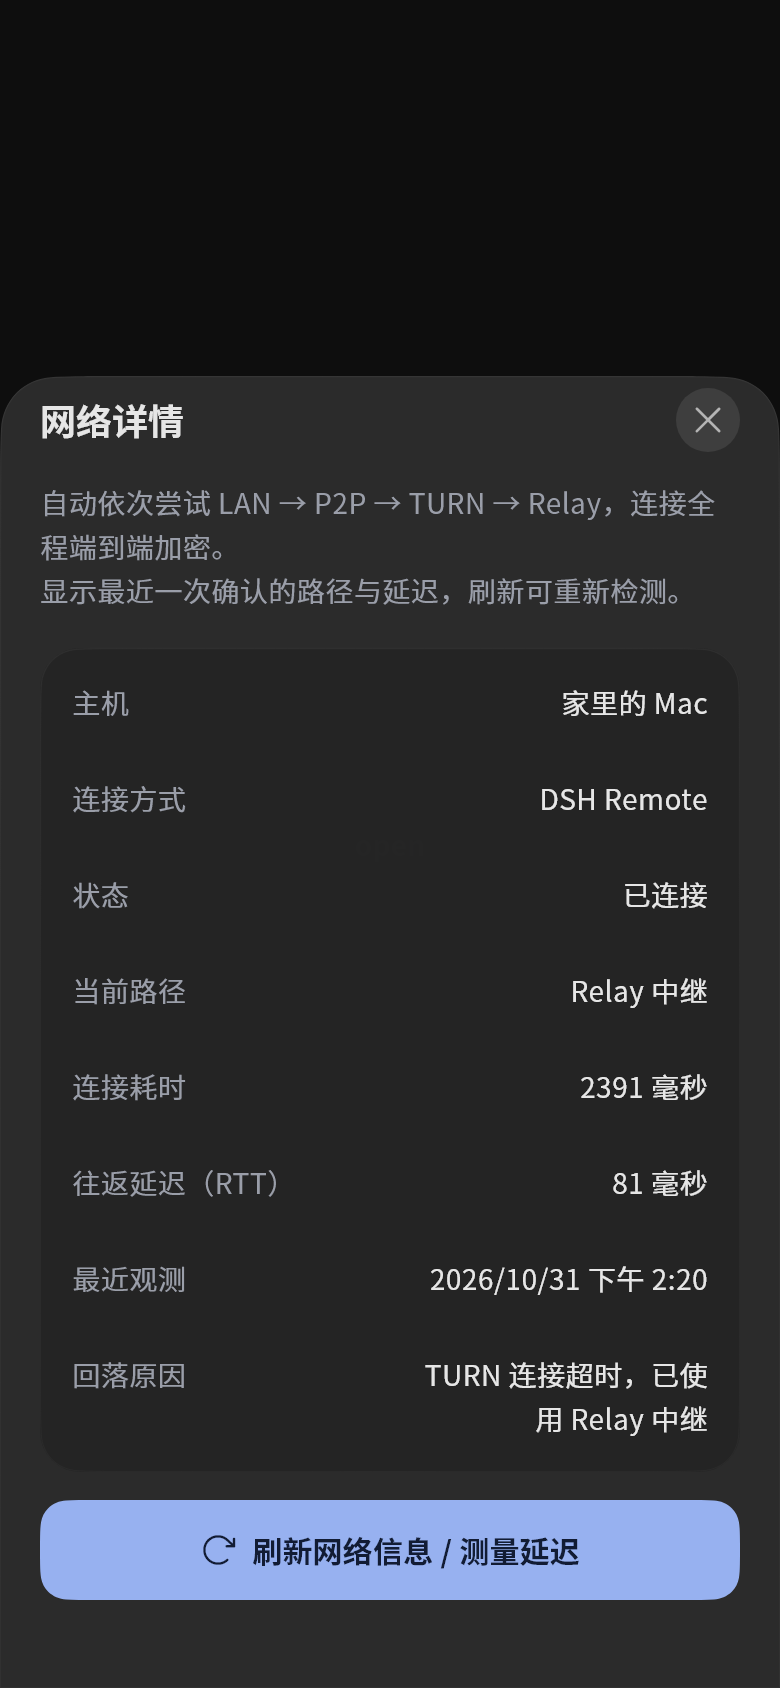 网络详情
自动依次尝试 LAN → P2P → TURN → Relay，连接全
程端到端加密。
显示最近一次确认的路径与延迟，刷新可重新检测。
主机 家里的 Mac
连接方式 DSH Remote
状态 已连接
当前路径 Relay 中继
连接耗时 2391 毫秒
往返延迟（RTT） 81 毫秒
最近观测 2026/10/31 下午 2:20
回落原因 TURN 连接超时，已使
用 Relay 中继
刷新网络信息 / 测量延迟